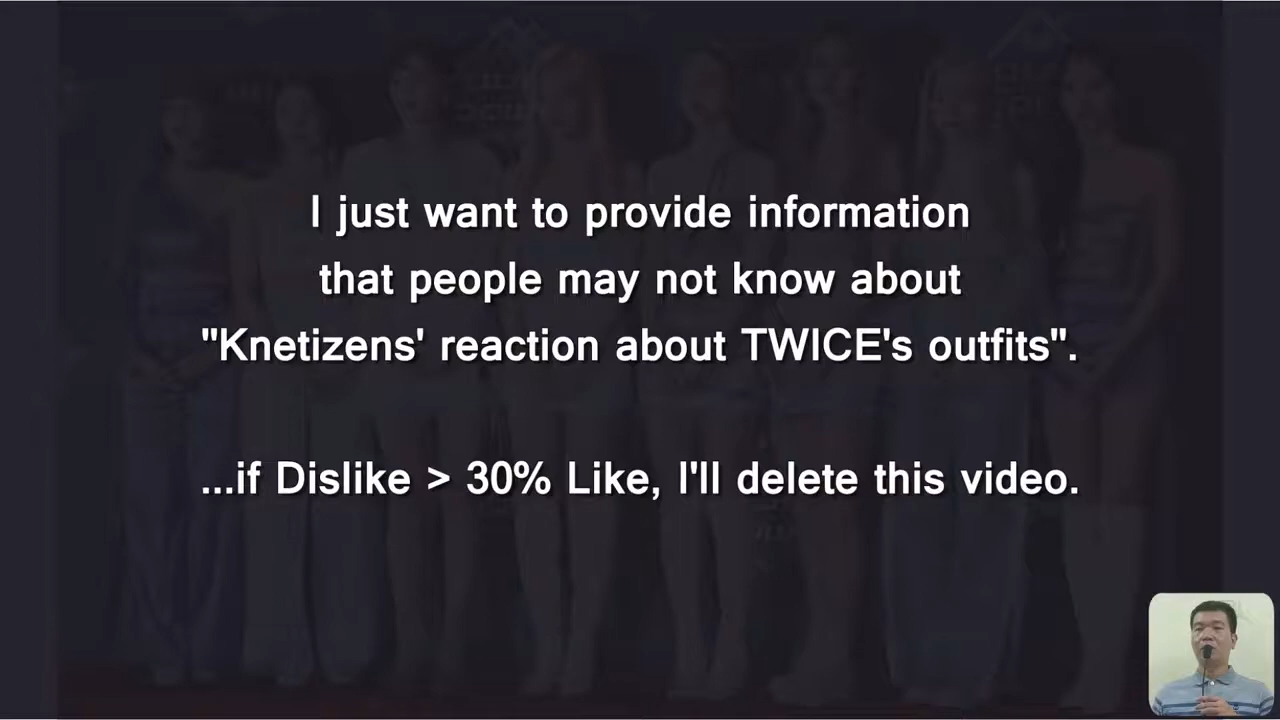 I just want to provide information
that people may not know about
"Knetizens' reaction about TWICE's outfits".
...if Dislike > 30% Like, I'll delete this video.